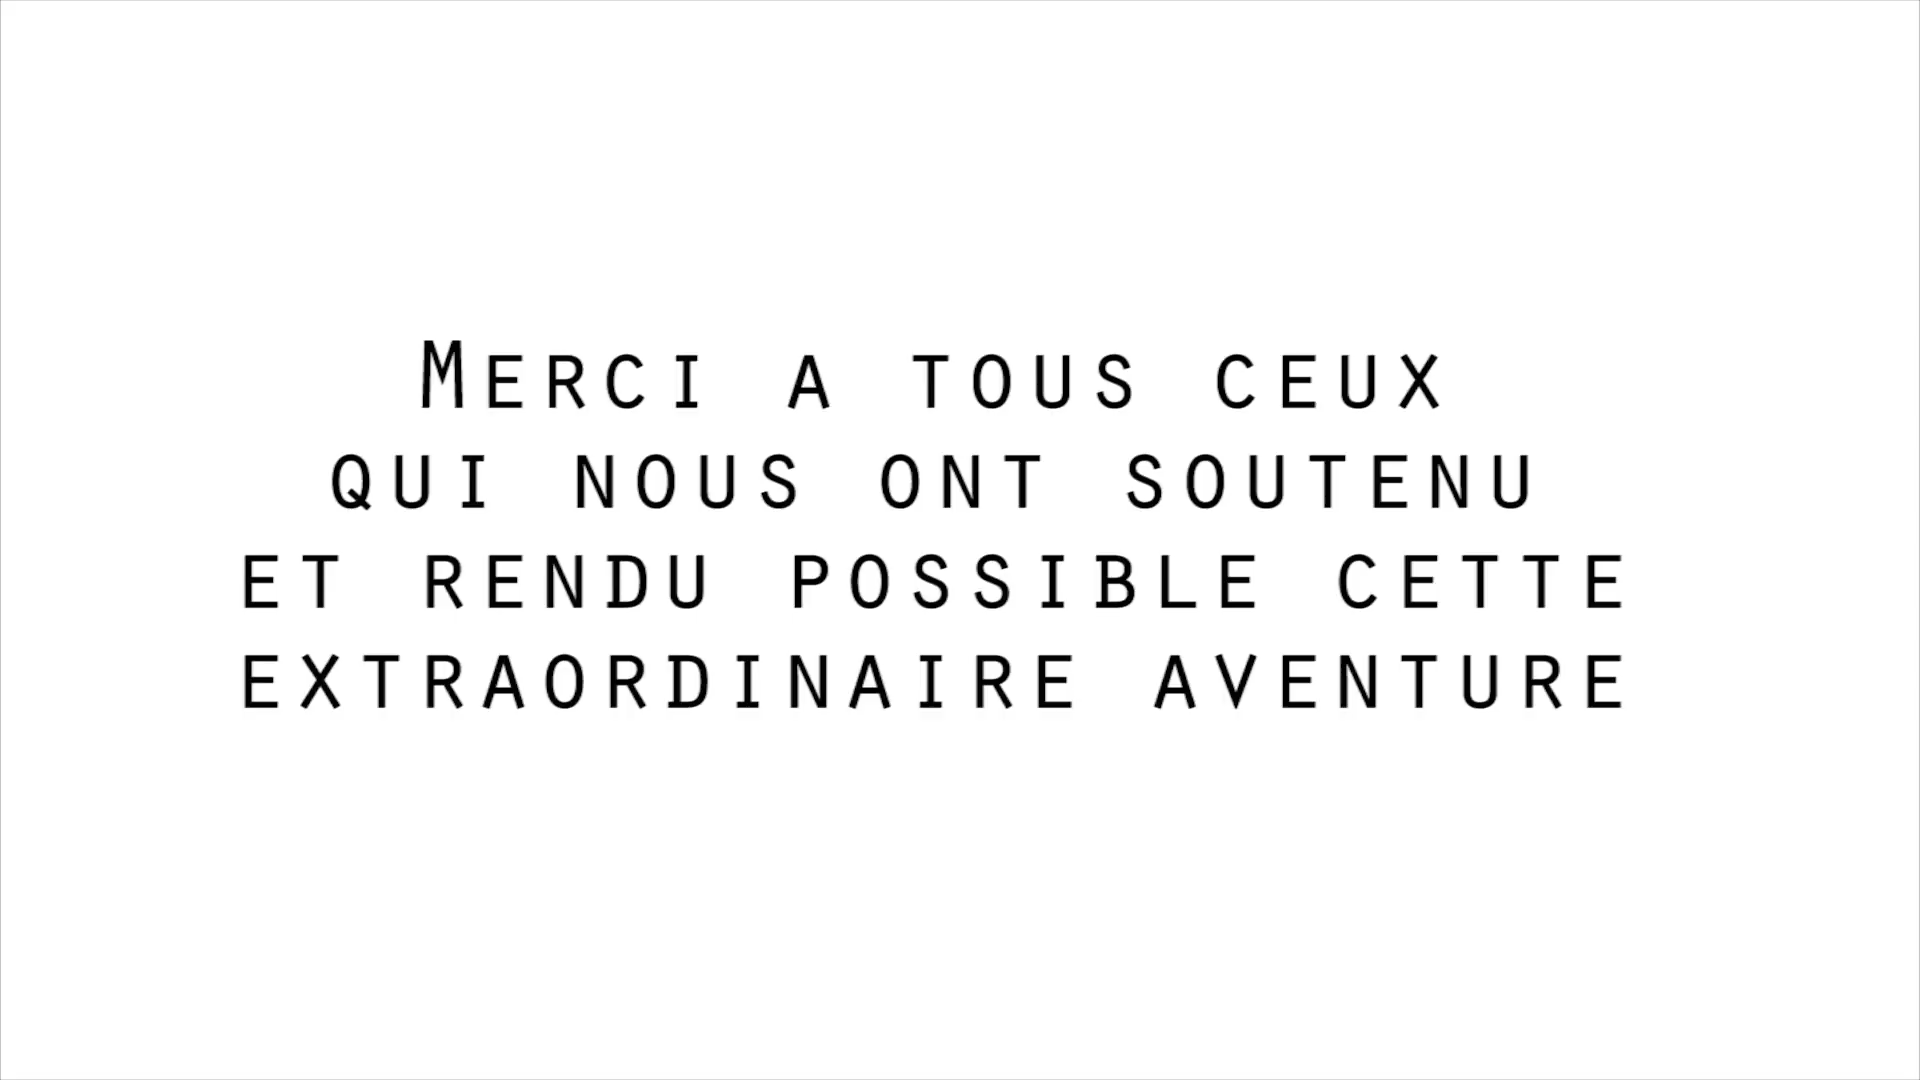 Merci a tous ceux
qui nous ont soutenu
et rendu possible cette
extraordinaire aventure